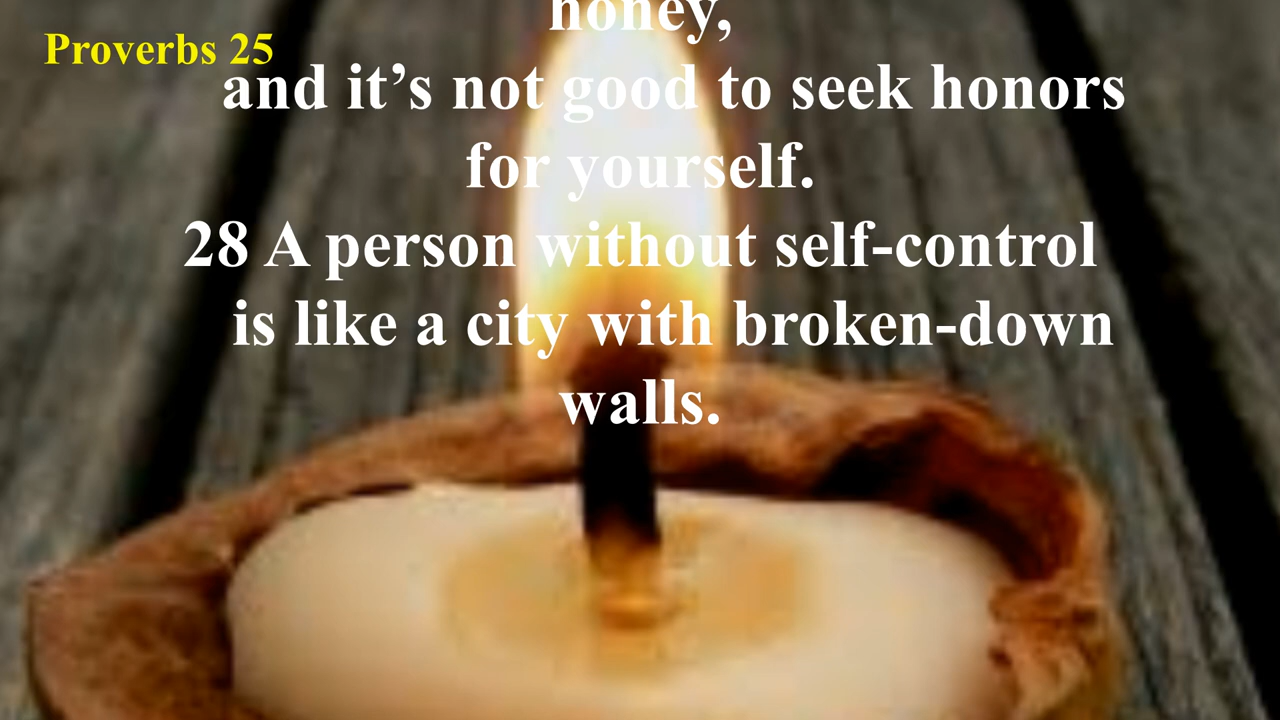 honey,
Proverbs 25
and it’s not good to seek honors
for yourself.
28 A person without self-control
is like a city with broken-down
walls.